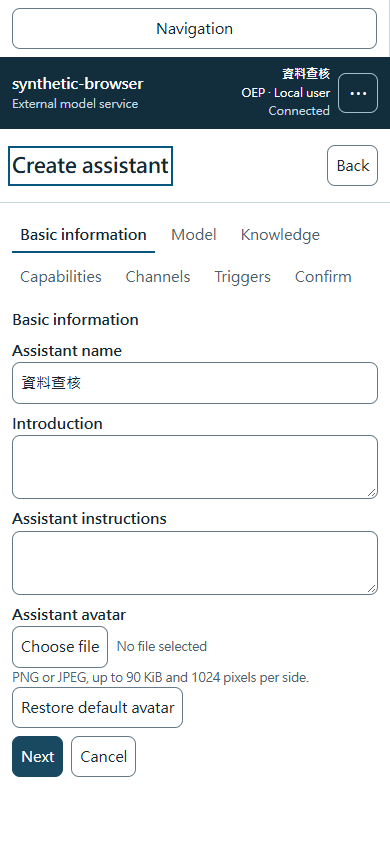 Navigation
synthetic-browser
External model service
資料查核
OEP · Local user
Connected
...
Create assistant
Back
Basic information
Model
Knowledge
Capabilities
Channels
Triggers
Confirm
Basic information
Assistant name
資料查核
Introduction
Assistant instructions
Assistant avatar
Choose file
No file selected
PNG or JPEG, up to 90 KiB and 1024 pixels per side.
Restore default avatar
Next
Cancel